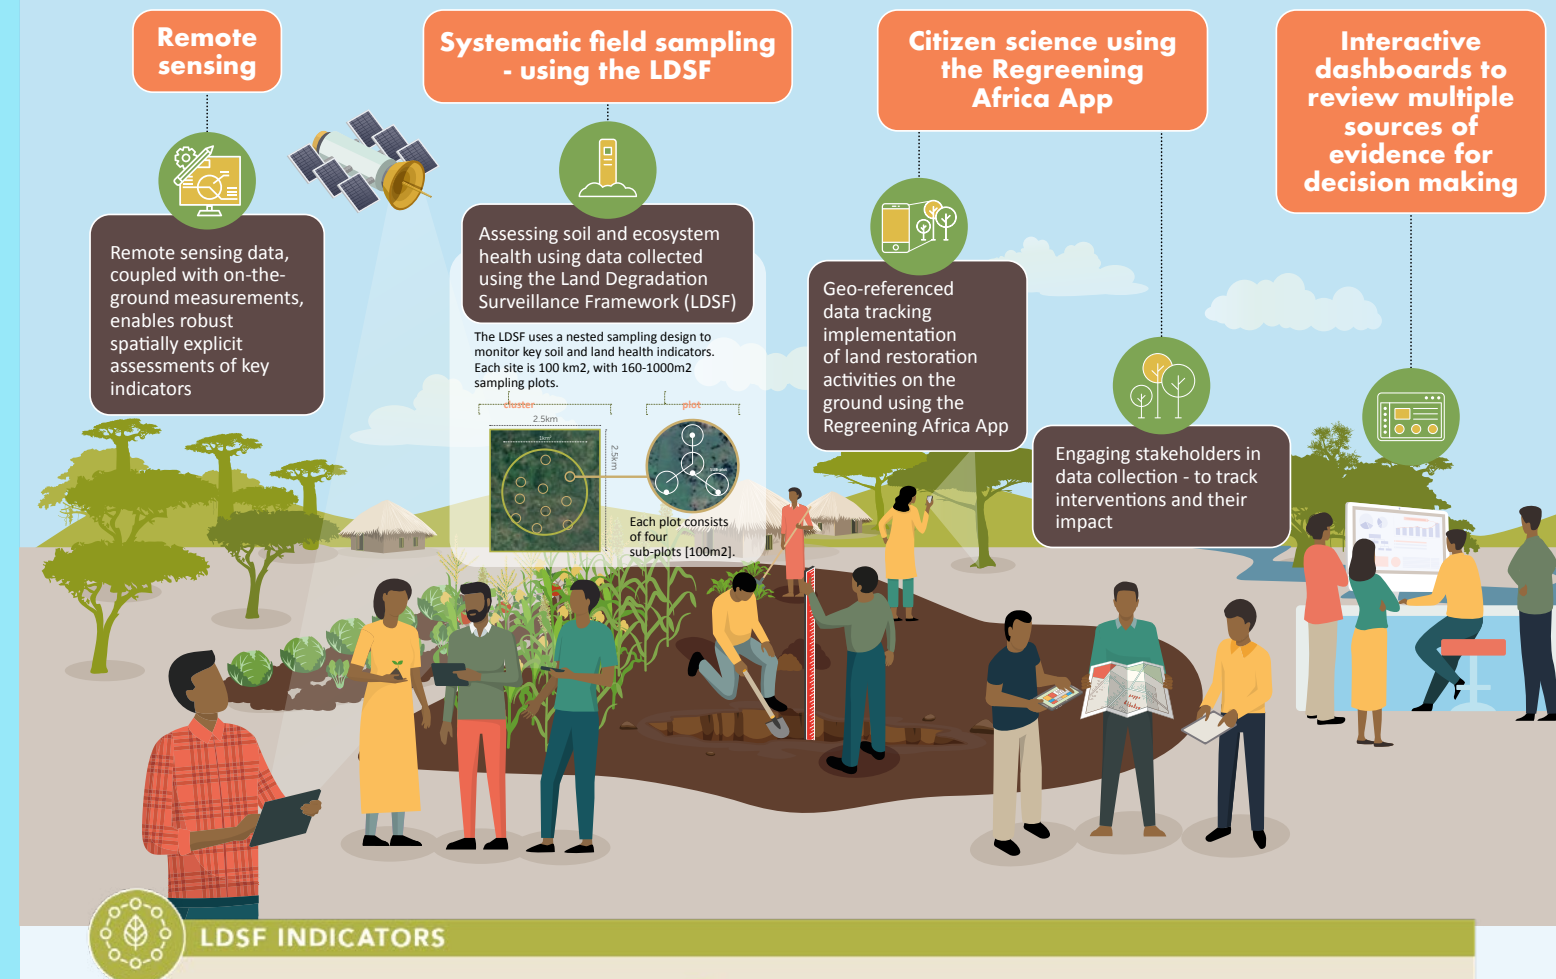 Remote
sensing
Remote sensing data,
coupled with on-the-
ground measurements,
enables robust
spatially explicit
assessments of key
indicators
Systematic field sampling
- using the LDSF
Assessing soil and ecosystem
health using data collected
using the Land Degradation
Surveillance Framework (LDSF)
The LDSF uses a nested sampling design to
monitor key soil and land health indicators.
Each site is 100 km2, with 160-1000m2
sampling plots.
cluster
2.5km
2.5km
plot
Each plot consists
of four
sub-plots [100m2].
Citizen science using
the Regreening
Africa App
Geo-referenced
data tracking
implementation
of land restoration
activities on the
ground using the
Regreening Africa App
Engaging stakeholders in
data collection - to track
interventions and their
impact
Interactive
dashboards to
review multiple
sources of
evidence for
decision making
LDSF INDICATORS